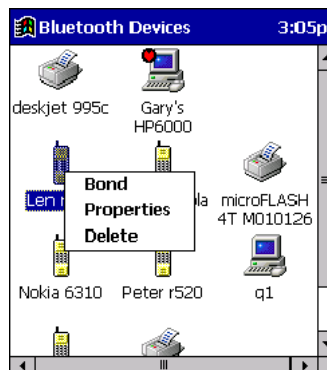 Bluetooth Devices 3:05p
deskjet 995c
Gary's
HP6000
Len
Bond
Properties
Delete
microFLASH
4T M010126
Nokia 6310
Peter r520
q1